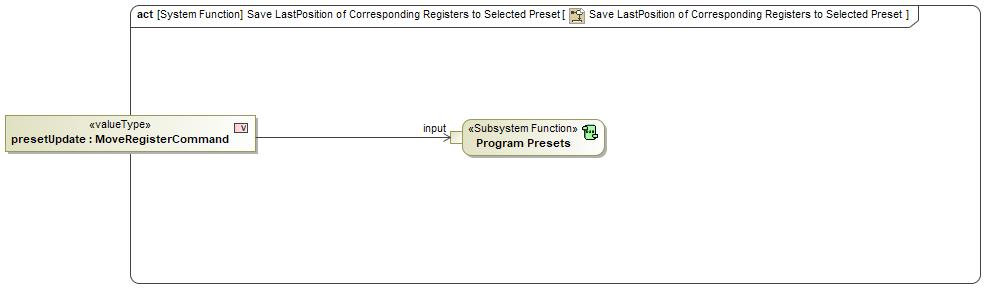 act [System Function] Save LastPosition of Corresponding Registers to Selected Preset [ Save LastPosition of Corresponding Registers to Selected Preset ]
«valueType»
presetUpdate : MoveRegisterCommand
V
input
«Subsystem Function»
Program Presets